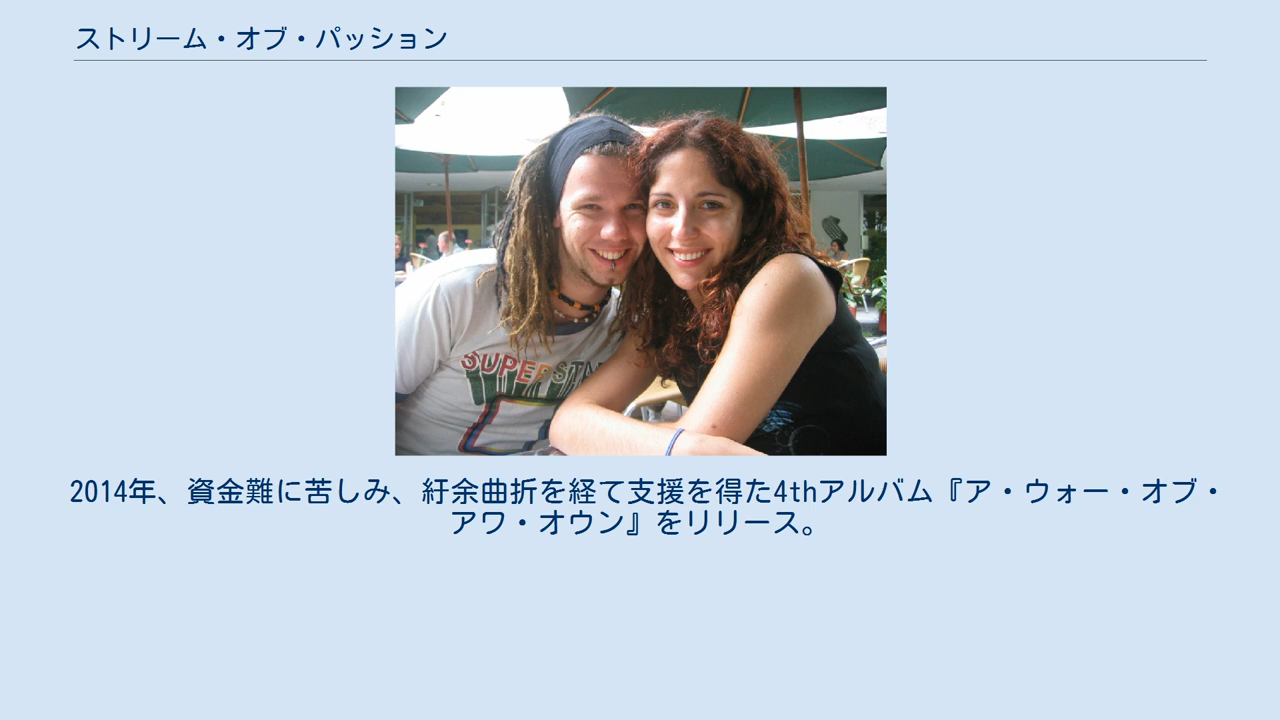 ストリーム・オブ・パッション
SUPERSTA
2014年、資金難に苦しみ、紆余曲折を経て支援を得た4thアルバム『ア・ウォー・オブ・
アワ・オウン』をリリース。